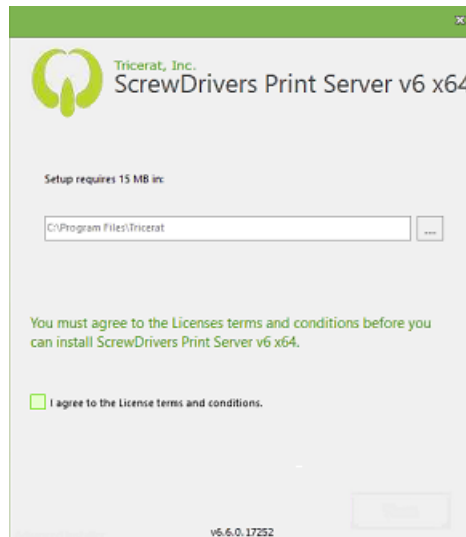 Tricerat, Inc.
ScrewDrivers Print Server v6 x64
Setup requires 15 MB in:
C:\Program Files\Tricerat
...
You must agree to the Licenses terms and conditions before you
can install ScrewDrivers Print Server v6 x64.
I agree to the License terms and conditions.
v6.6.0.17252